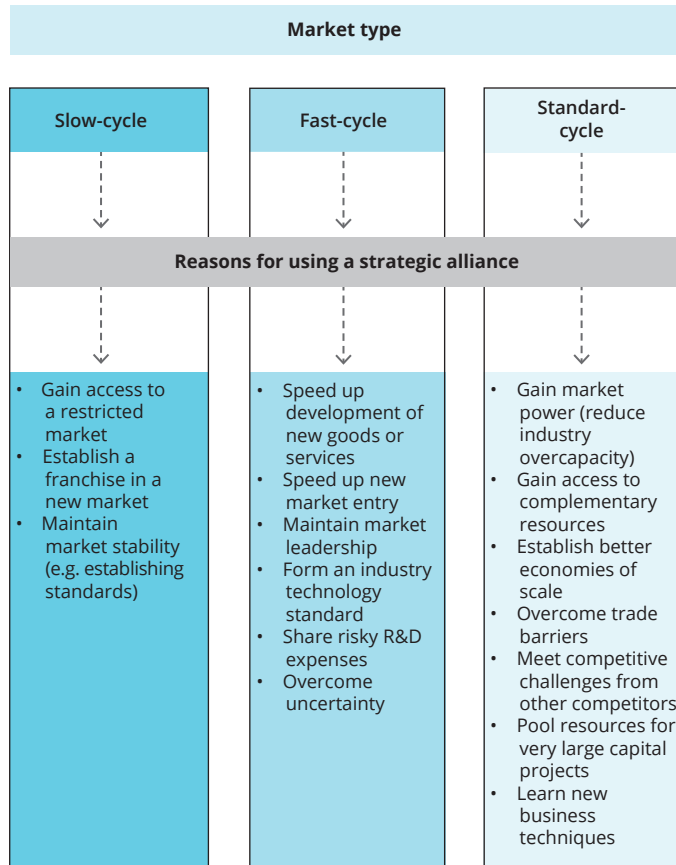 Market type
Slow-cycle
Fast-cycle
Standard-
cycle
Reasons for using a strategic alliance
• Gain access to
a restricted
market
• Establish a
franchise in a
new market
• Maintain
market stability
(e.g. establishing
standards)
• Speed up
development of
new goods or
services
• Speed up new
market entry
• Maintain market
leadership
• Form an industry
technology
standard
• Share risky R&D
expenses
• Overcome
uncertainty
• Gain market
power (reduce
industry
overcapacity)
• Gain access to
complementary
resources
• Establish better
economies of
scale
• Overcome trade
barriers
• Meet competitive
challenges from
other competitors
• Pool resources for
very large capital
projects
• Learn new
business
techniques